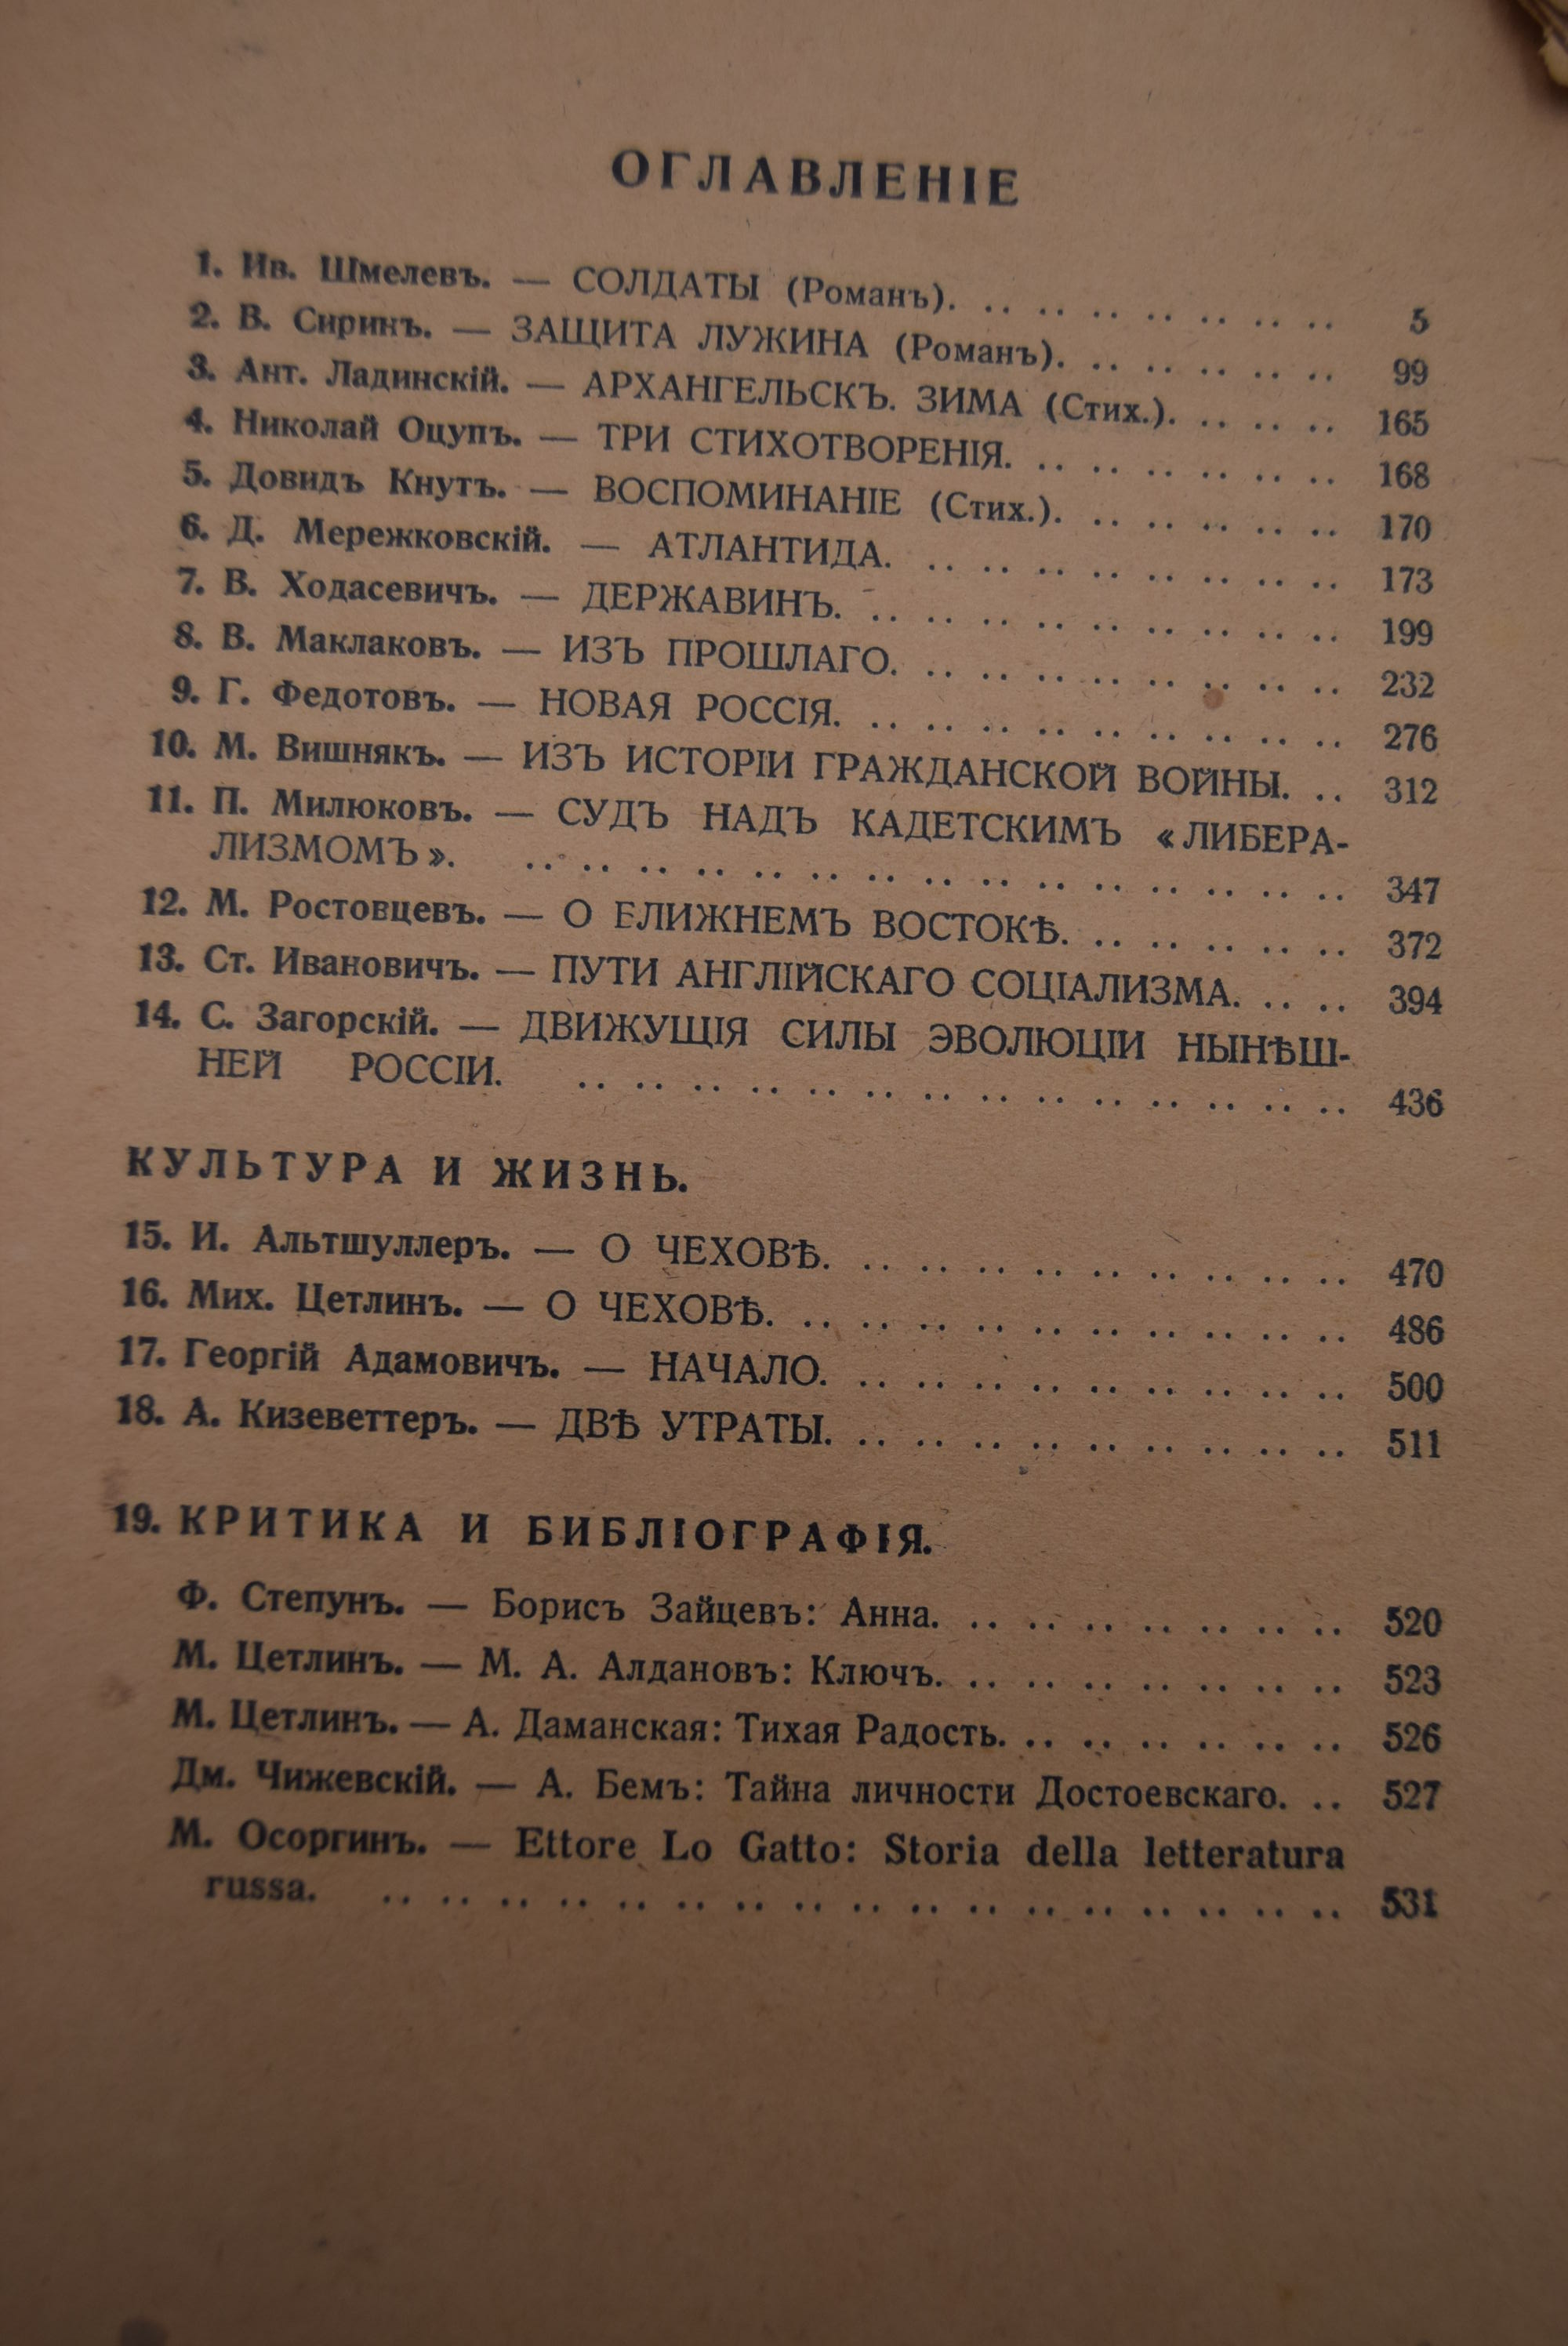 ОГЛАВЛЕНІЕ
1. Ив. Шмелевъ. — СОЛДАТЫ (Романъ). .. .. .. .. .. .. .. 5
2. В. Сиринъ. — ЗАЩИТА ЛУЖИНА (Романъ). .. .. .. .. .. 99
3. Ант. Ладинскій. — АРХАНГЕЛЬСКЪ. ЗИМА (Стих.). .. .. .. 165
4. Николай Оцупъ. — ТРИ СТИХОТВОРЕНІЯ. .. .. .. .. .. .. 168
5. Довидъ Кнутъ. — ВОСПОМИНАНІЕ (Стих.). .. .. .. .. .. 170
6. Д. Мережковскій. — АТЛАНТИДА. .. .. .. .. .. .. .. .. 173
7. В. Ходасевичъ. — ДЕРЖАВИНЪ. .. .. .. .. .. .. .. .. .. 199
8. В. Маклаковъ. — ИЗЪ ПРОШЛАГО. .. .. .. .. .. .. .. .. 232
9. Г. Федотовъ. — НОВАЯ РОССІЯ. .. .. .. .. .. .. .. .. .. 276
10. М. Вишнякъ. — ИЗЪ ИСТОРІИ ГРАЖДАНСКОЙ ВОЙНЫ. .. 312
11. П. Милюковъ. — СУДЪ НАДЪ КАДЕТСКИМЪ «ЛИБЕРА-
ЛИЗМОМЪ». .. .. .. .. .. .. .. .. .. .. .. .. .. .. .. 347
12. М. Ростовцевъ. — О БЛИЖНЕМЪ ВОСТОКѢ. .. .. .. .. .. 372
13. Ст. Ивановичъ. — ПУТИ АНГЛІЙСКАГО СОЦІАЛИЗМА. .. .. 394
14. С. Загорскій. — ДВИЖУЩІЯ СИЛЫ ЭВОЛЮЦІИ НЫНѢШ-
НЕЙ РОССІИ. .. .. .. .. .. .. .. .. .. .. .. .. .. .. 436
КУЛЬТУРА И ЖИЗНЬ.
15. И. Альтшуллеръ. — О ЧЕХОВѢ. .. .. .. .. .. .. .. .. .. 470
16. Мих. Цетлинъ. — О ЧЕХОВѢ. .. .. .. .. .. .. .. .. .. .. 486
17. Георгій Адамовичъ. — НАЧАЛО. .. .. .. .. .. .. .. .. .. 500
18. А. Кизеветтеръ. — ДВѢ УТРАТЫ. .. .. .. .. .. .. .. .. .. 511
19. КРИТИКА И БИБЛІОГРАФІЯ.
Ф. Степунъ. — Борисъ Зайцевъ: Анна. .. .. .. .. .. .. .. 520
М. Цетлинъ. — М. А. Алдановъ: Ключъ. .. .. .. .. .. .. .. 523
М. Цетлинъ. — А. Даманская: Тихая Радость. .. .. .. .. .. .. 526
Дм. Чижевскій. — А. Бемъ: Тайна личности Достоевскаго. .. 527
М. Осоргинъ. — Ettore Lo Gatto: Storia della letteratura
russa. .. .. .. .. .. .. .. .. .. .. .. .. .. .. .. .. .. 531